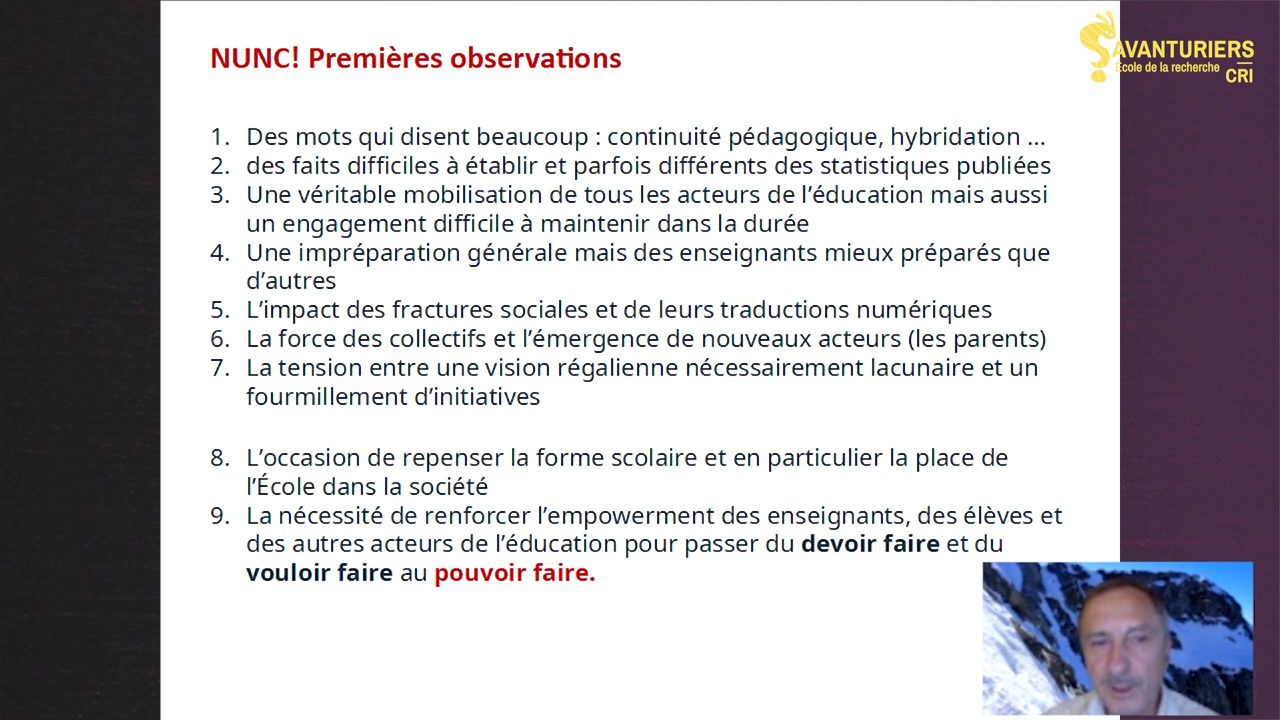 NUNC! Premières observations
SAVANTURIERS
École de la recherche
CRI
1. Des mots qui disent beaucoup : continuité pédagogique, hybridation ...
2. des faits difficiles à établir et parfois différents des statistiques publiées
3. Une véritable mobilisation de tous les acteurs de l’éducation mais aussi
un engagement difficile à maintenir dans la durée
4. Une impréparation générale mais des enseignants mieux préparés que
d’autres
5. L’impact des fractures sociales et de leurs traductions numériques
6. La force des collectifs et l’émergence de nouveaux acteurs (les parents)
7. La tension entre une vision régalienne nécessairement lacunaire et un
fourmillement d’initiatives
8. L’occasion de repenser la forme scolaire et en particulier la place de
l’École dans la société
9. La nécessité de renforcer l’empowerment des enseignants, des élèves et
des autres acteurs de l’éducation pour passer du devoir faire et du
vouloir faire au pouvoir faire.